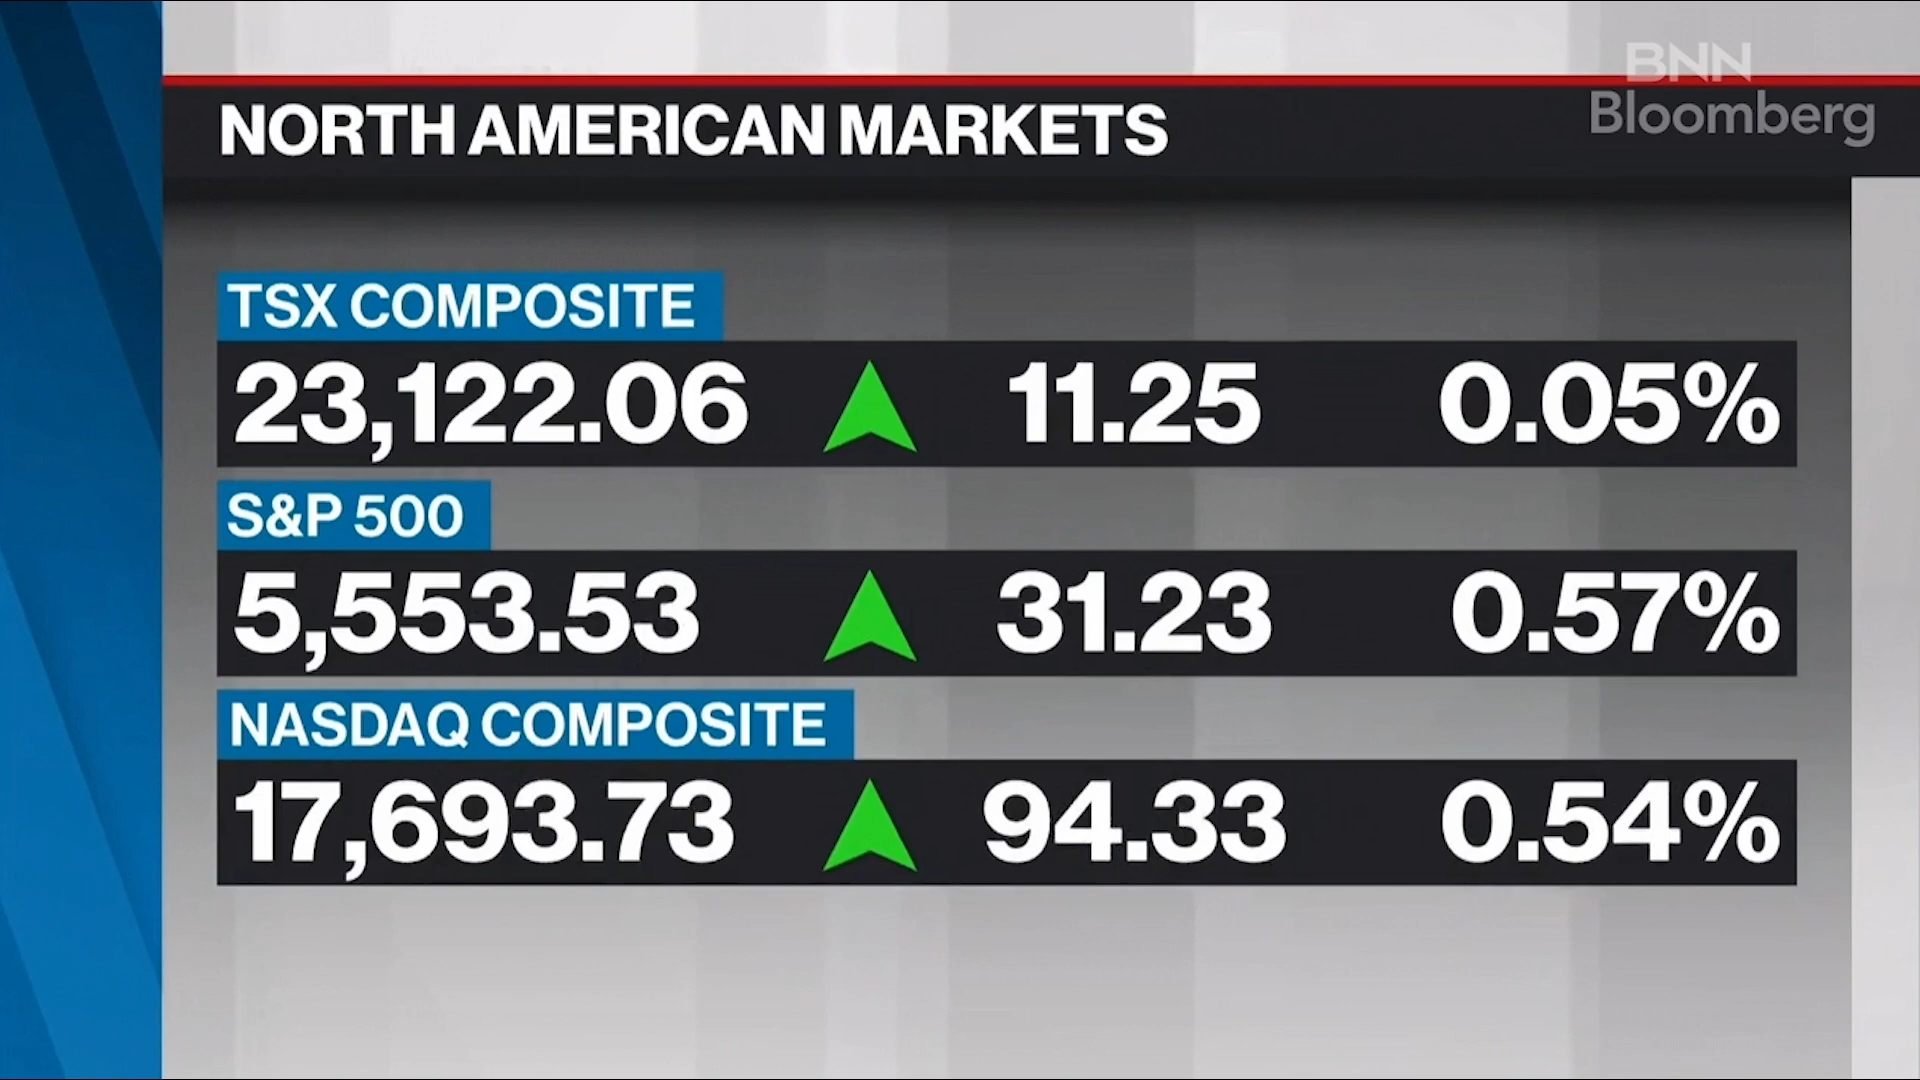 BNN
Bloomberg
NORTH AMERICAN MARKETS
TSX COMPOSITE
23,122.06 11.25 0.05%
S&P 500
5,553.53 31.23 0.57%
NASDAQ COMPOSITE
17,693.73 94.33 0.54%